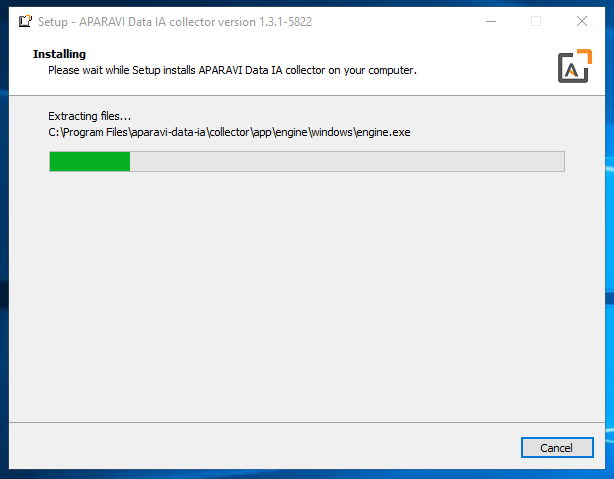 Setup - APARAVI Data IA collector version 1.3.1-5822
Installing
Please wait while Setup installs APARAVI Data IA collector on your computer.
A
Extracting files...
C:\Program Files\aparavi-data-ia\collector\app\engine\windows\engine.exe
Cancel